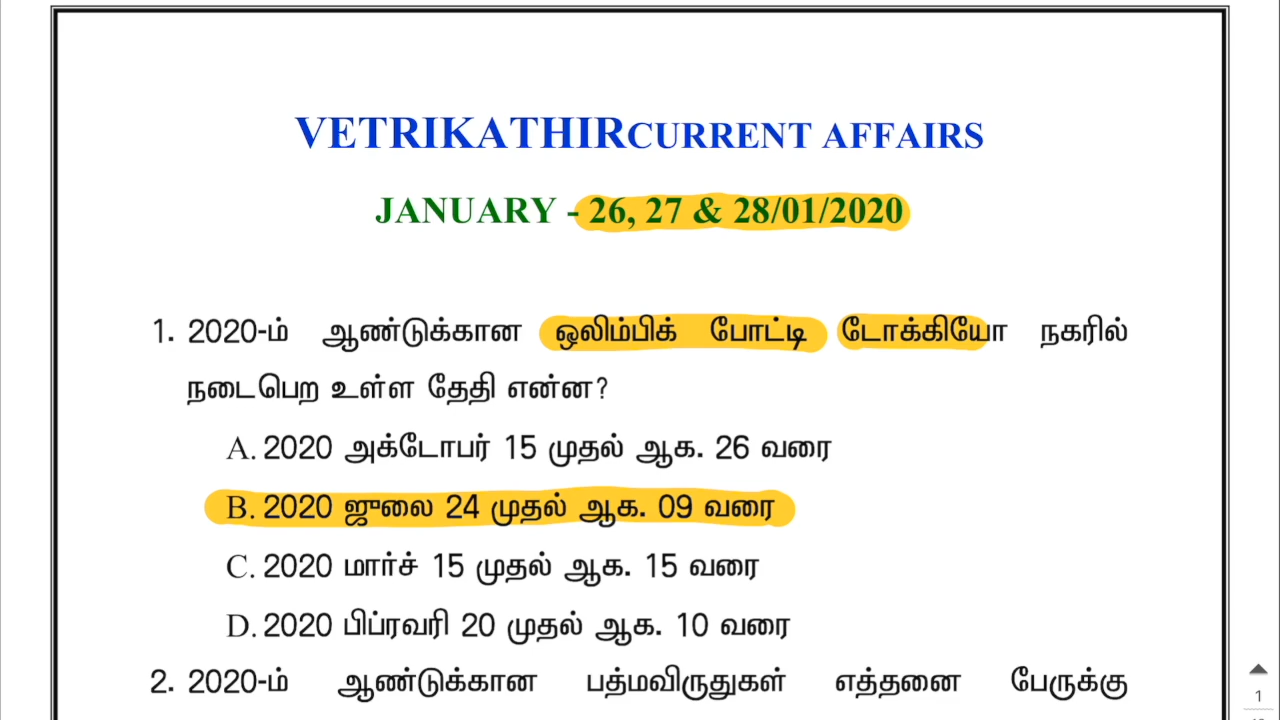 VETRIKATHIR CURRENT AFFAIRS
JANUARY - 26, 27 & 28/01/2020
1. 2020-ம் ஆண்டுக்கான ஒலிம்பிக் போட்டி டோக்கியோ நகரில்
நடைபெற உள்ள தேதி என்ன?
A. 2020 அக்டோபர் 15 முதல் ஆக. 26 வரை
B. 2020 ஜுலை 24 முதல் ஆக. 09 வரை
C. 2020 மார்ச் 15 முதல் ஆக. 15 வரை
D. 2020 பிப்ரவரி 20 முதல் ஆக. 10 வரை
2. 2020-ம் ஆண்டுக்கான பத்மவிருதுகள் எத்தனை பேருக்கு
1